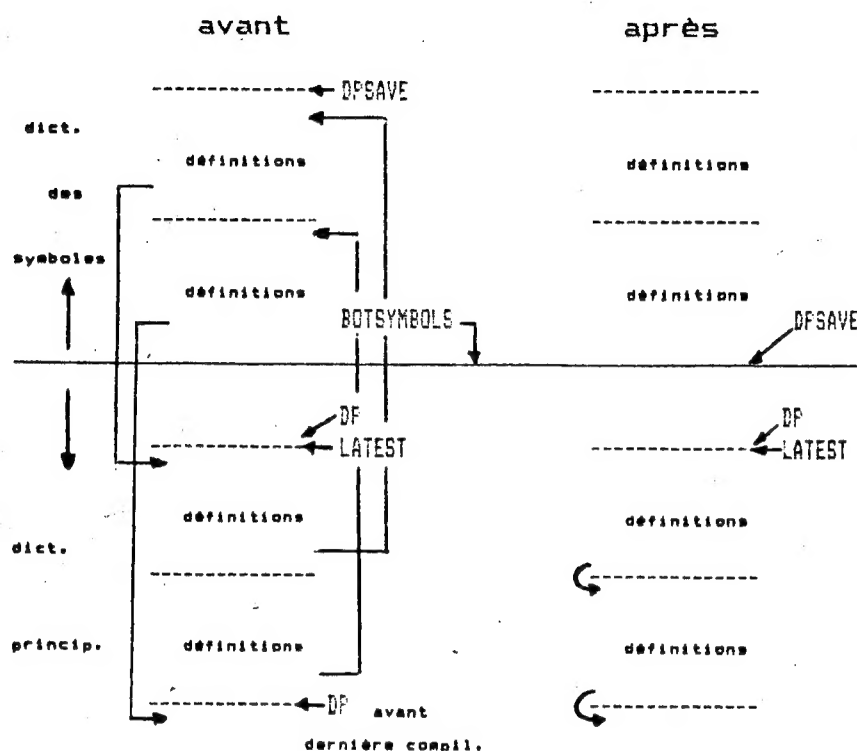 avant après
DPSAVE
dict.
définitions définitions
des
symboles
définitions définitions
BOTSYMBOLS DPSAVE
DP DP
LATEST LATEST
définitions définitions
dict.
princip. définitions définitions
DP avant
dernière compil.